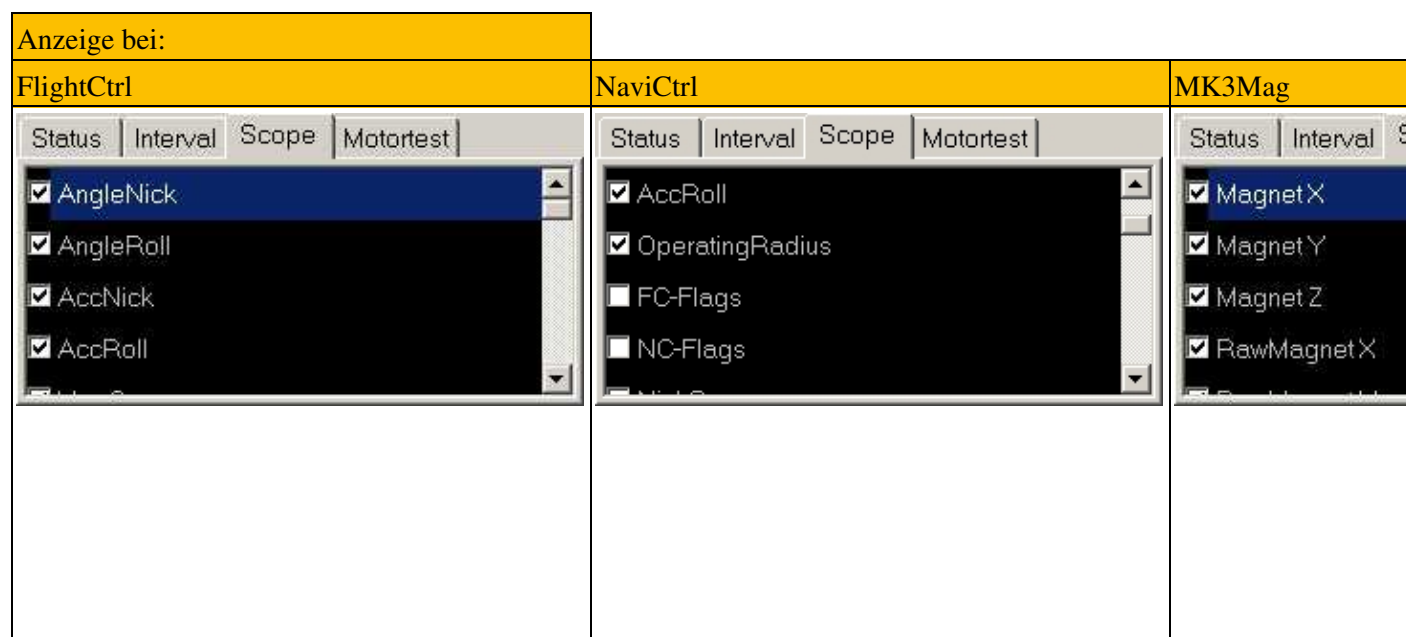 Anzeige bei:
FlightCtrl
NaviCtrl
MK3Mag
Status Interval Scope Motortest
AngleNick
AngleRoll
AccNick
AccRoll
Status Interval Scope Motortest
AccRoll
OperatingRadius
FC-Flags
NC-Flags
Status Interval
MagnetX
MagnetY
MagnetZ
RawMagnetX